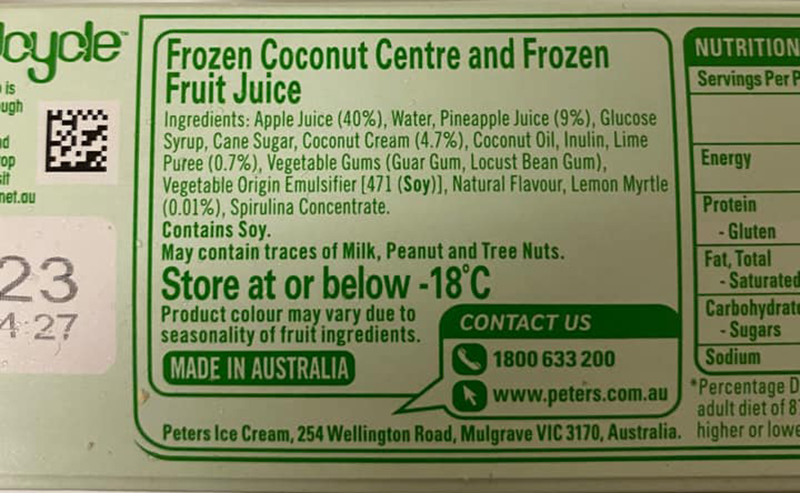 cycle™
is
ugh
sit
net.au
23
4:27
Frozen Coconut Centre and Frozen
Fruit Juice
Ingredients: Apple Juice (40%), Water, Pineapple Juice (9%), Glucose
Syrup, Cane Sugar, Coconut Cream (4.7%), Coconut Oil, Inulin, Lime
Puree (0.7%), Vegetable Gums (Guar Gum, Locust Bean Gum),
Vegetable Origin Emulsifier [471 (Soy)], Natural Flavour, Lemon Myrtle
(0.01%), Spirulina Concentrate.
Contains Soy.
May contain traces of Milk, Peanut and Tree Nuts.
Store at or below -18°C
Product colour may vary due to
seasonality of fruit ingredients.
MADE IN AUSTRALIA
CONTACT US
1800 633 200
www.peters.com.au
Peters Ice Cream, 254 Wellington Road, Mulgrave VIC 3170, Australia.
NUTRITION
Servings Per P
Energy
Protein
- Gluten
Fat, Total
- Saturated
Carbohydrate
- Sugars
Sodium
*Percentage D
adult diet of 8
higher or lowe